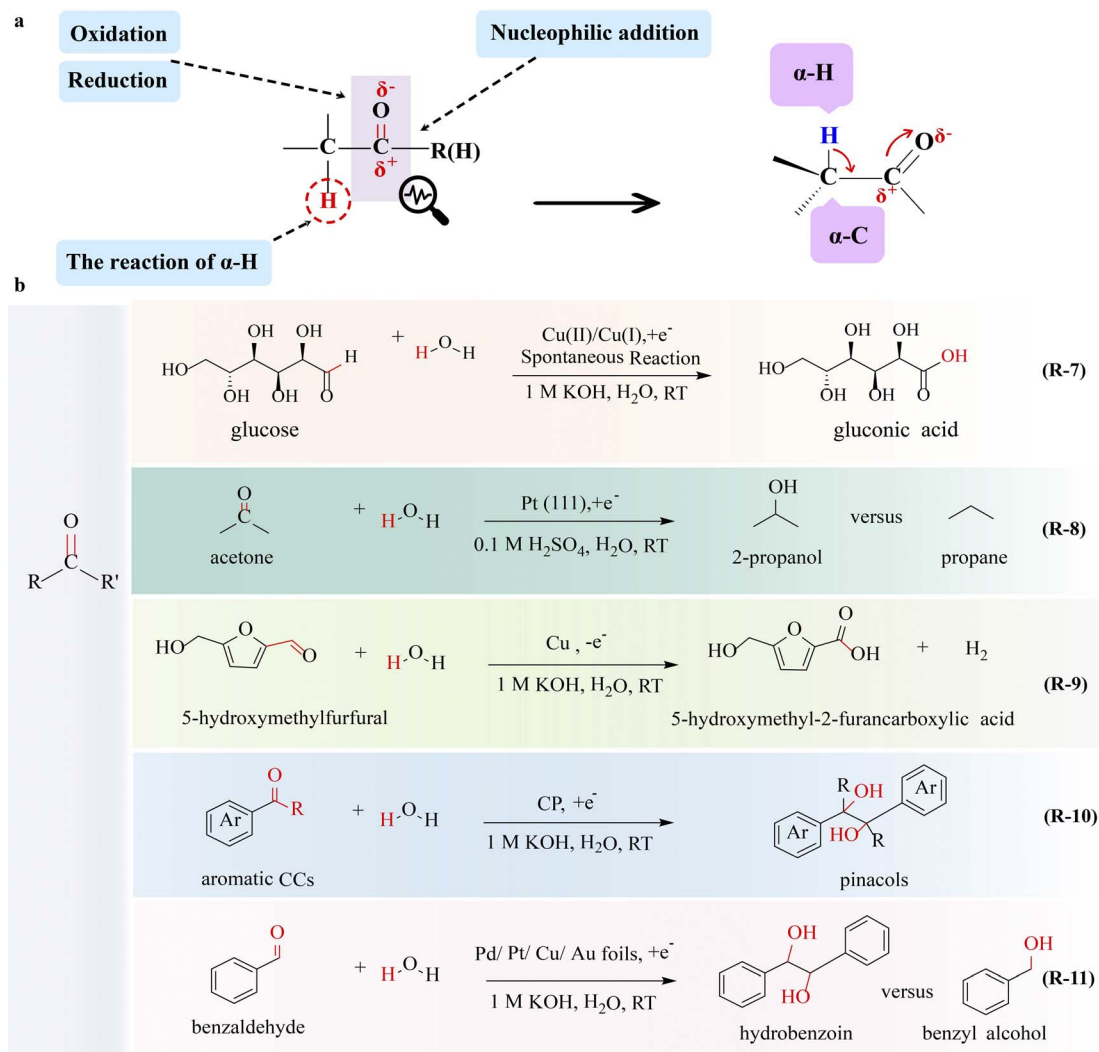 a
Oxidation
Reduction
Nucleophilic addition
δ-
O
C C R(H)
δ+
H
The reaction of α-H
α-H
H
O δ-
C C
δ+
α-C
b
O
C
R R'
OH OH H
HO
OH OH O
glucose
+ H O H
Cu(II)/Cu(I),+e-
Spontaneous Reaction
1 M KOH, H2O, RT
OH OH OH
HO
OH OH O
gluconic acid
(R-7)
O
C
acetone
+ H O H
Pt (111),+e-
0.1 M H2SO4, H2O, RT
OH
2-propanol
versus
propane
(R-8)
HO O O
5-hydroxymethylfurfural
+ H O H
Cu , -e-
1 M KOH, H2O, RT
HO O O
OH
5-hydroxymethyl-2-furancarboxylic acid
+ H2
(R-9)
O
Ar R
aromatic CCs
+ H O H
CP, +e-
1 M KOH, H2O, RT
R OH Ar
Ar HO R
pinacols
(R-10)
O
benzaldehyde
+ H O H
Pd/ Pt/ Cu/ Au foils,+e-
1 M KOH, H2O, RT
OH
HO
hydrobenzoin
versus
OH
benzyl alcohol
(R-11)